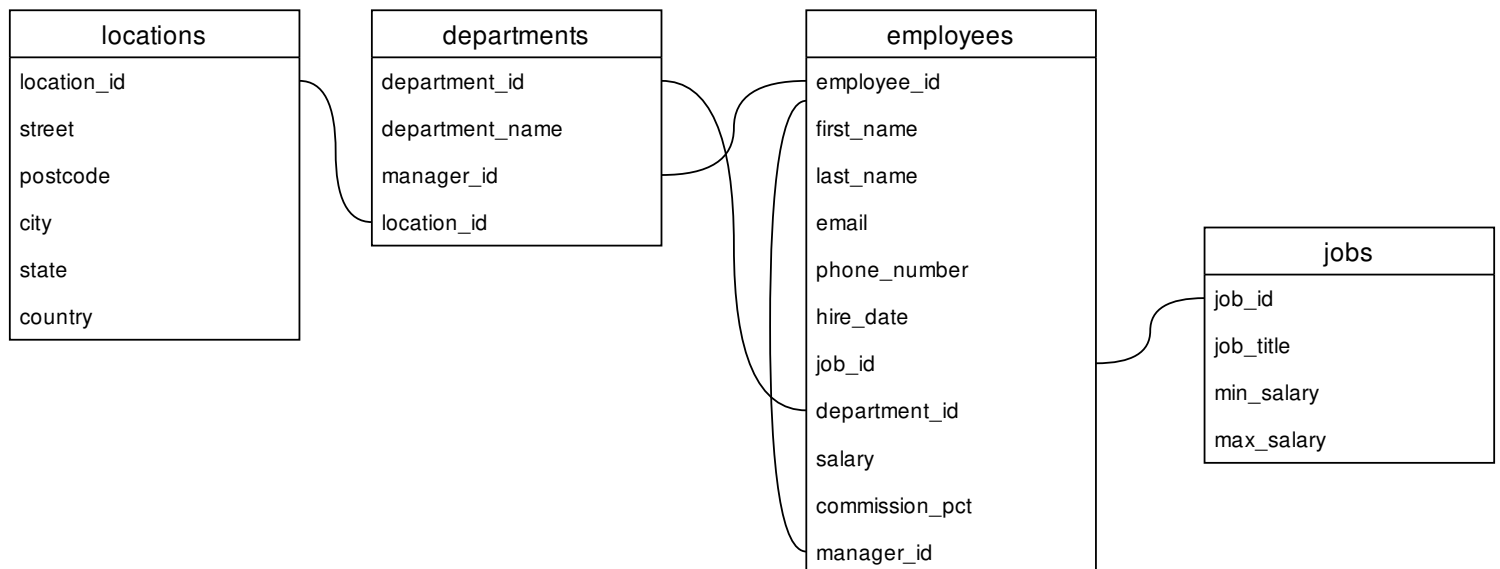 locations
location_id
street
postcode
city
state
country
departments
department_id
department_name
manager_id
location_id
employees
employee_id
first_name
last_name
email
phone_number
hire_date
job_id
department_id
salary
commission_pct
manager_id
jobs
job_id
job_title
min_salary
max_salary